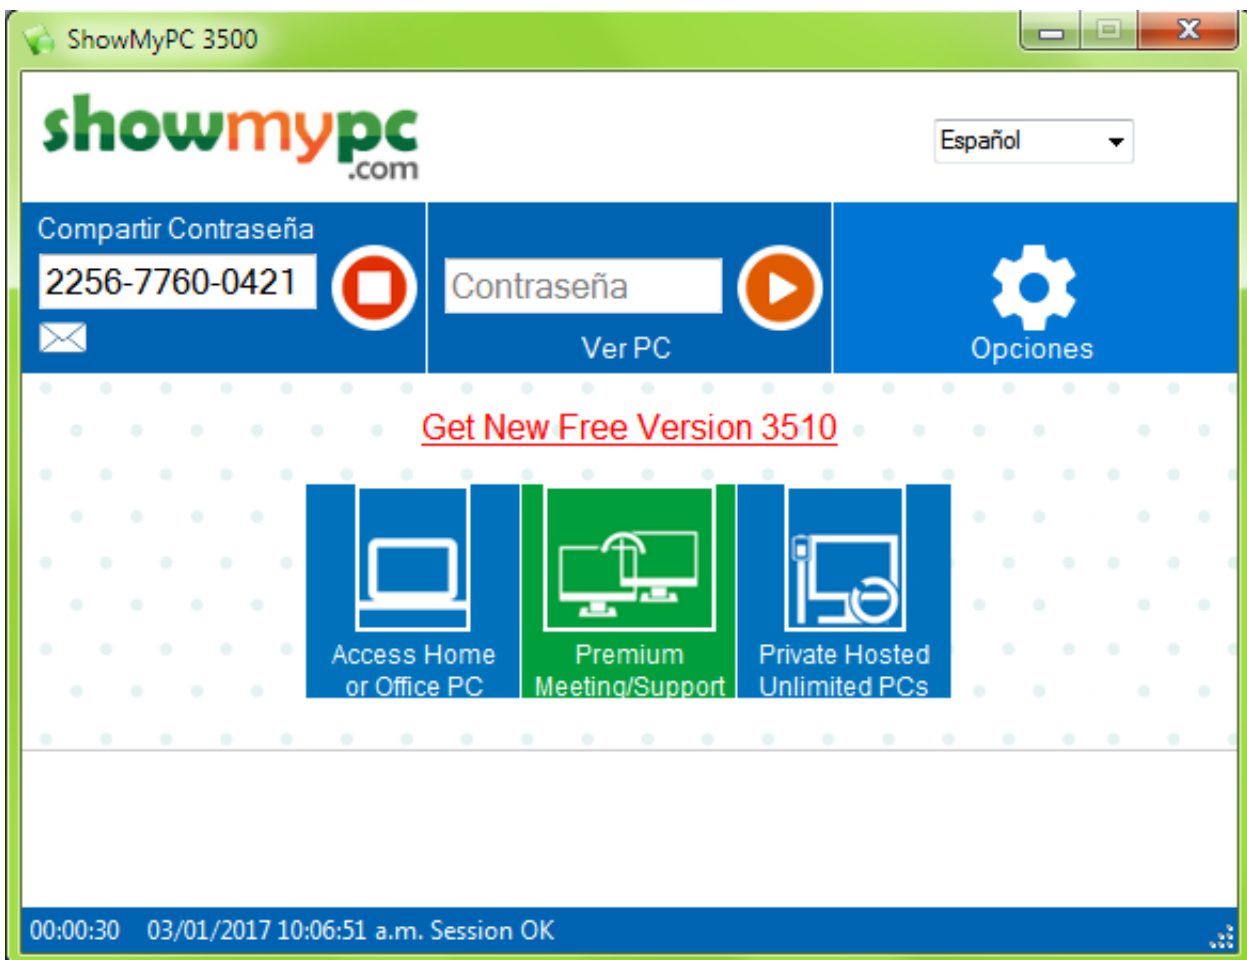 ShowMyPC 3500
showmypc
.com
Español
Compartir Contraseña
2256-7760-0421
Contraseña
Ver PC
Opciones
Get New Free Version 3510
Access Home
or Office PC
Premium
Meeting/Support
Private Hosted
Unlimited PCs
00:00:30 03/01/2017 10:06:51 a.m. Session OK